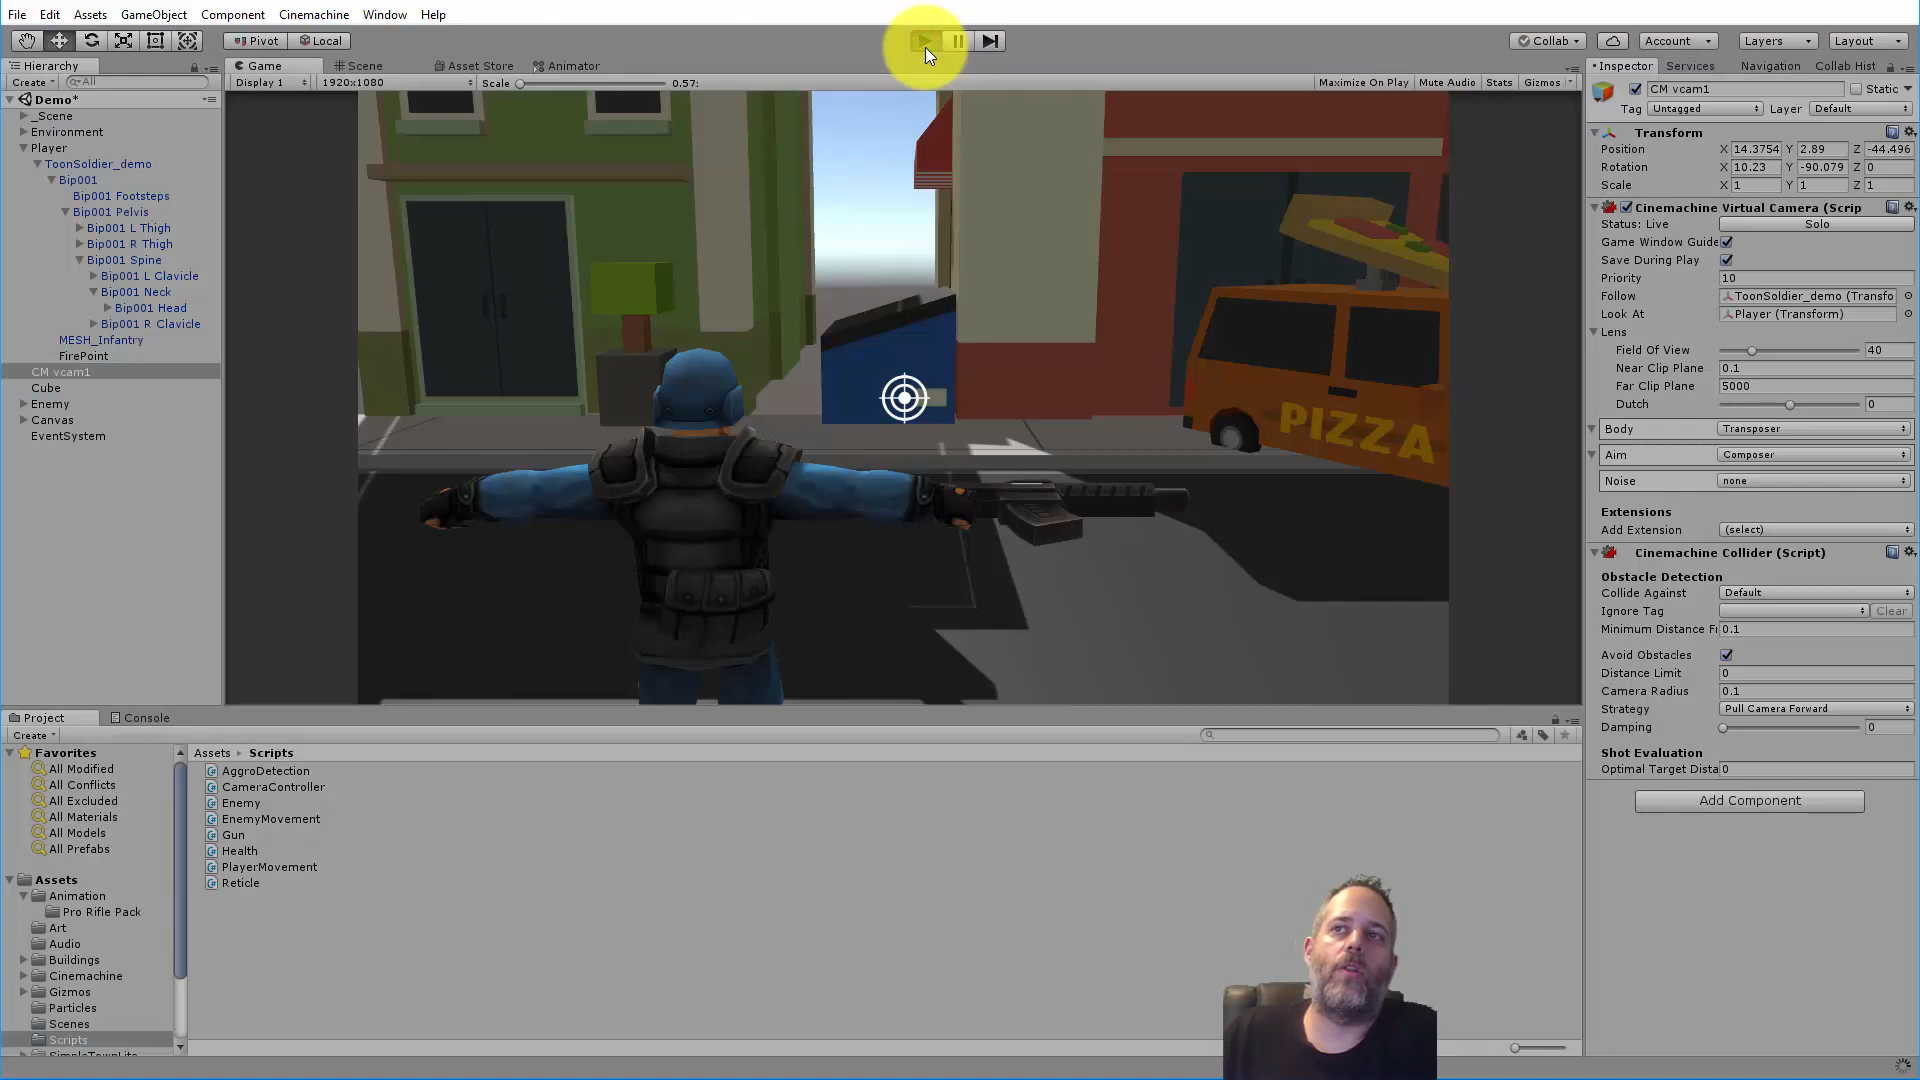 File Edit Assets GameObject Component Cinemachine Window Help
Pivot Local Collab Account Layers Layout
Hierarchy
Create All
Demo*
_Scene
Environment
Player
ToonSoldier_demo
Bip001
Bip001 Footsteps
Bip001 Pelvis
Bip001 L Thigh
Bip001 R Thigh
Bip001 Spine
Bip001 L Clavicle
Bip001 Neck
Bip001 Head
Bip001 R Clavicle
MESH_Infantry
FirePoint
CM vcam1
Cube
Enemy
Canvas
EventSystem
Game Scene Asset Store Animator
Display 1 1920x1080 Scale 0.57: Maximize On Play Mute Audio Stats Gizmos
PIZZA
Inspector Services Navigation Collab Hist
CM vcam1 Static
Tag Untagged Layer Default
Transform
Position X 14.3754 Y 2.89 Z -44.496
Rotation X 10.23 Y -90.079 Z 0
Scale X 1 Y 1 Z 1
Cinemachine Virtual Camera (Scrip
Status: Live Solo
Game Window Guide
Save During Play
Priority 10
Follow ToonSoldier_demo (Transfo
Look At Player (Transform)
Lens
Field Of View 40
Near Clip Plane 0.1
Far Clip Plane 5000
Dutch 0
Body Transposer
Aim Composer
Noise none
Extensions
Add Extension (select)
Cinemachine Collider (Script)
Obstacle Detection
Collide Against Default
Ignore Tag Clear
Minimum Distance Fr 0.1
Avoid Obstacles
Distance Limit 0
Camera Radius 0.1
Strategy Pull Camera Forward
Damping 0
Shot Evaluation
Optimal Target Dista 0
Add Component
Project Console
Create
Favorites
All Modified
All Conflicts
All Excluded
All Materials
All Models
All Prefabs
Assets
Animation
Pro Rifle Pack
Art
Audio
Buildings
Cinemachine
Gizmos
Particles
Scenes
Scripts
SimpleTownLite
Assets Scripts
AggroDetection
CameraController
Enemy
EnemyMovement
Gun
Health
PlayerMovement
Reticle